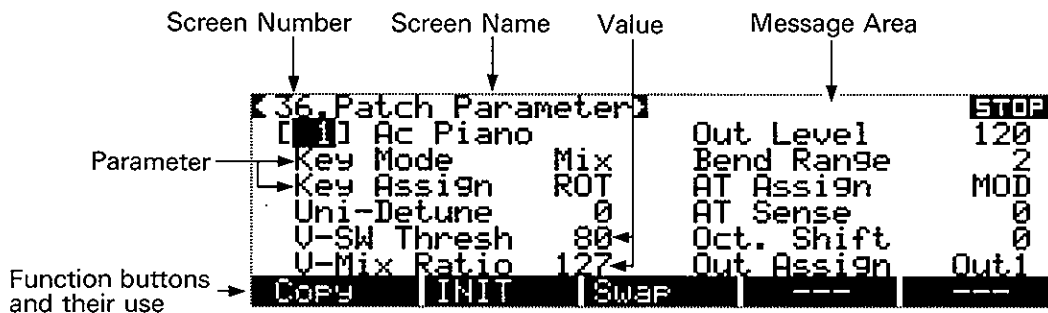 Screen Number Screen Name Value Message Area
36.Patch Parameter STOP
[ 1] Ac Piano Out Level 120
Parameter Key Mode Mix Bend Range 2
Key Assign ROT AT Assign MOD
Uni-Detune 0 AT Sense 0
V-SW Thresh 80 Oct. Shift 0
V-Mix Ratio 127 Out Assign Out1
Function buttons and their use
Copy INIT Swap --- ---